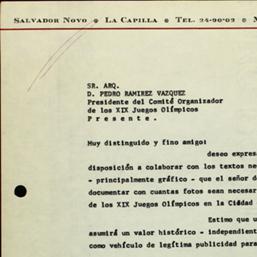 SALVADOR NOVO • LA CAPILLA • TEL. 24-90-02 •
SR. ARQ.
D. PEDRO RAMIREZ VAZQUEZ
Presidente del Comité Organizador
de los XIX Juegos Olímpicos
P r e s e n t e .
Muy distinguido y fino amigo:
deseo expres
disposición a colaborar con los textos ne
- principalmente gráfico - que el señor d
documentar con cuantas fotos sean necesar
de los XIX Juegos Olímpicos en la Ciudad
Estimo que u
asumirá un valor histórico - independient
como vehículo de legítima publicidad para